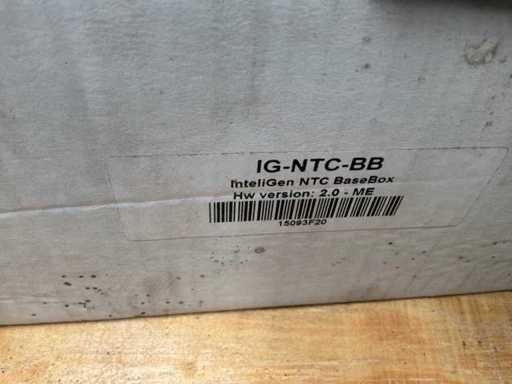 IG-NTC-BB
InteliGen NTC BaseBox
Hw version: 2.0 - ME
15093F20